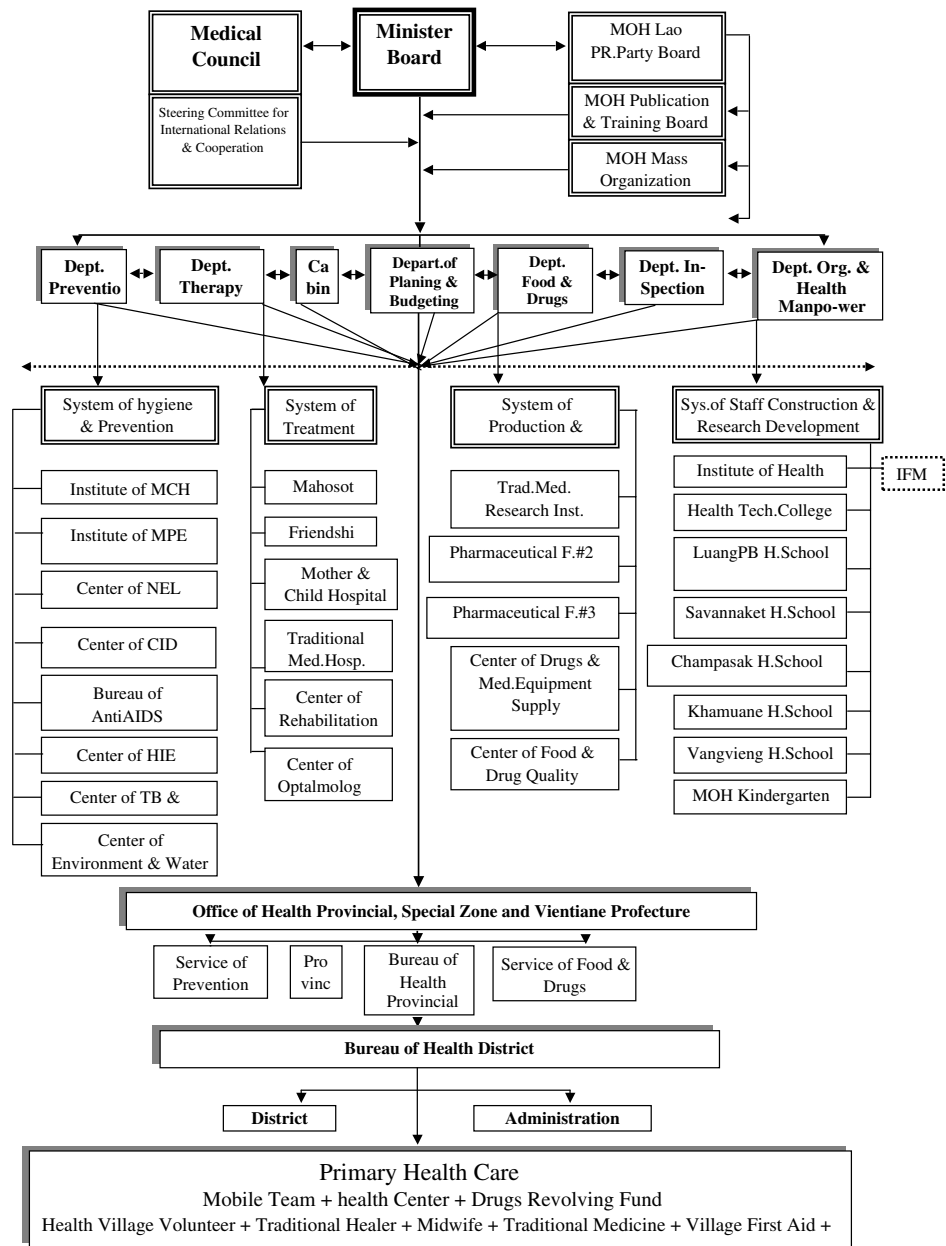 Medical
Council
Minister
Board
MOH Lao
PR.Party Board
Steering Committee for
International Relations
& Cooperation
MOH Publication
& Training Board
MOH Mass
Organization
Dept.
Preventio
Dept.
Therapy
Ca
bin
Depart.of
Planing &
Budgeting
Dept.
Food &
Drugs
Dept. In-
Spection
Dept. Org. &
Health
Manpo-wer
System of hygiene
& Prevention
Institute of MCH
Institute of MPE
Center of NEL
Center of CID
Bureau of
AntiAIDS
Center of HIE
Center of TB &
Center of
Environment & Water
System of
Treatment
Mahosot
Friendshi
Mother &
Child Hospital
Traditional
Med.Hosp.
Center of
Rehabilitation
Center of
Optalmolog
System of
Production &
Trad.Med.
Research Inst.
Pharmaceutical F.#2
Pharmaceutical F.#3
Center of Drugs &
Med.Equipment
Supply
Center of Food &
Drug Quality
Sys.of Staff Construction &
Research Development
Institute of Health
IFM
Health Tech.College
LuangPB H.School
Savannaket H.School
Champasak H.School
Khamuane H.School
Vangvieng H.School
MOH Kindergarten
Office of Health Provincial, Special Zone and Vientiane Profecture
Service of
Prevention
Pro
vinc
Bureau of
Health
Provincial
Service of Food &
Drugs
Bureau of Health District
District
Administration
Primary Health Care
Mobile Team + health Center + Drugs Revolving Fund
Health Village Volunteer + Traditional Healer + Midwife + Traditional Medicine + Village First Aid +